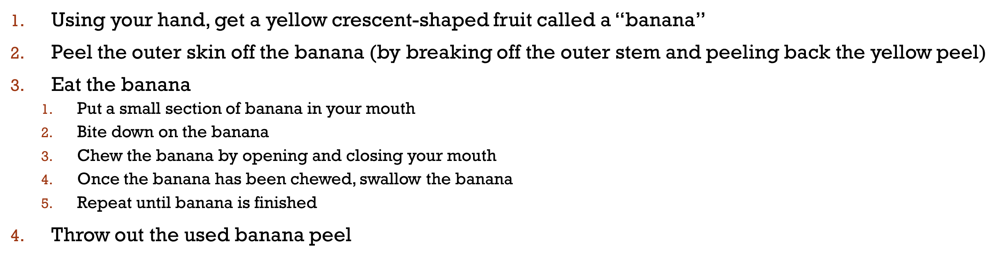 1. Using your hand, get a yellow crescent-shaped fruit called a “banana”
2. Peel the outer skin off the banana (by breaking off the outer stem and peeling back the yellow peel)
3. Eat the banana
1. Put a small section of banana in your mouth
2. Bite down on the banana
3. Chew the banana by opening and closing your mouth
4. Once the banana has been chewed, swallow the banana
5. Repeat until banana is finished
4. Throw out the used banana peel